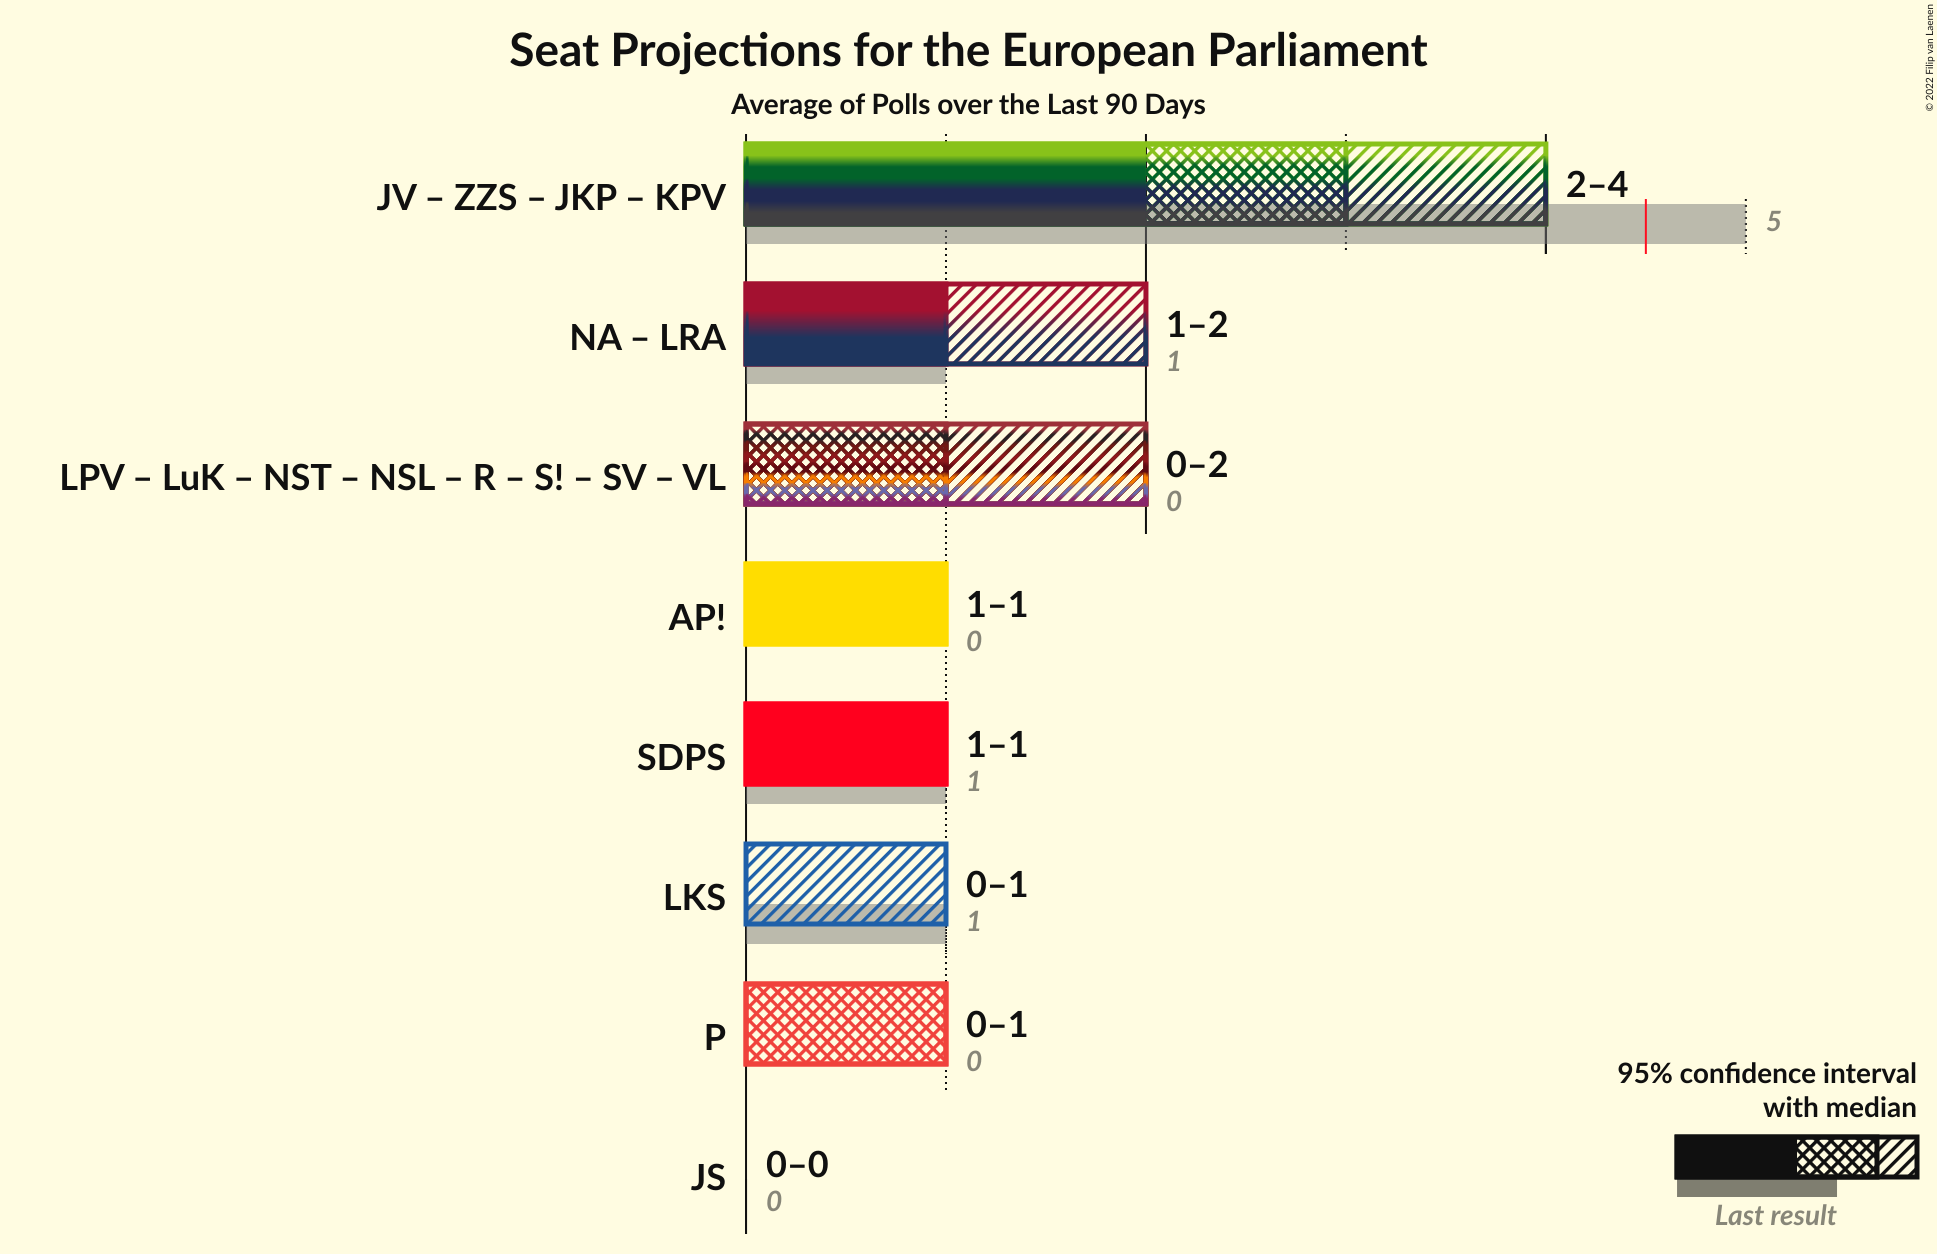 Seat Projections for the European Parliament
Average of Polls over the Last 90 Days
© 2022 Filip van Laenen
JV – ZZS – JKP – KPV
2–4
5
NA – LRA
1–2
1
LPV – LuK – NST – NSL – R – S! – SV – VL
0–2
0
AP!
1–1
0
SDPS
1–1
1
LKS
0–1
1
P
0–1
0
JS
0–0
0
95% confidence interval
with median
Last result